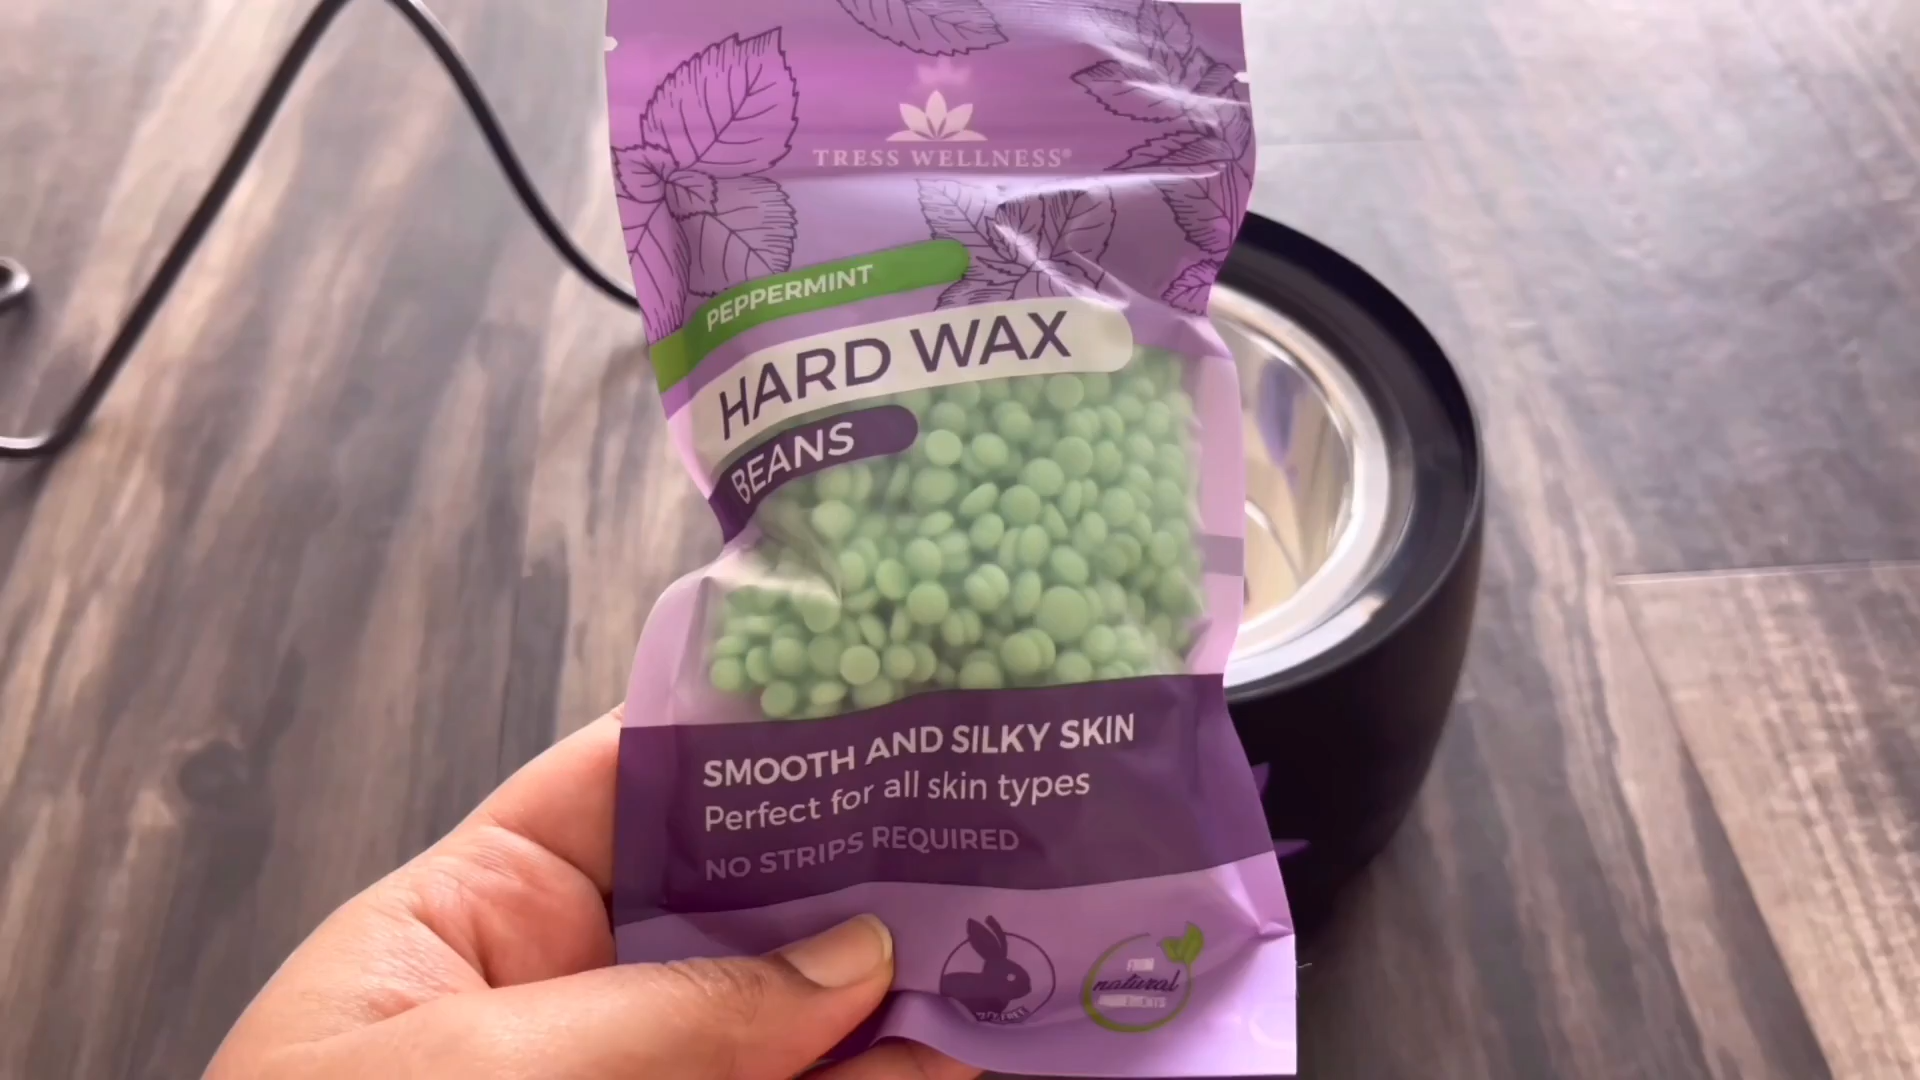 TRESS WELLNESS®
PEPPERMINT
HARD WAX
BEANS
SMOOTH AND SILKY SKIN
Perfect for all skin types
NO STRIPS REQUIRED
FROM
natural